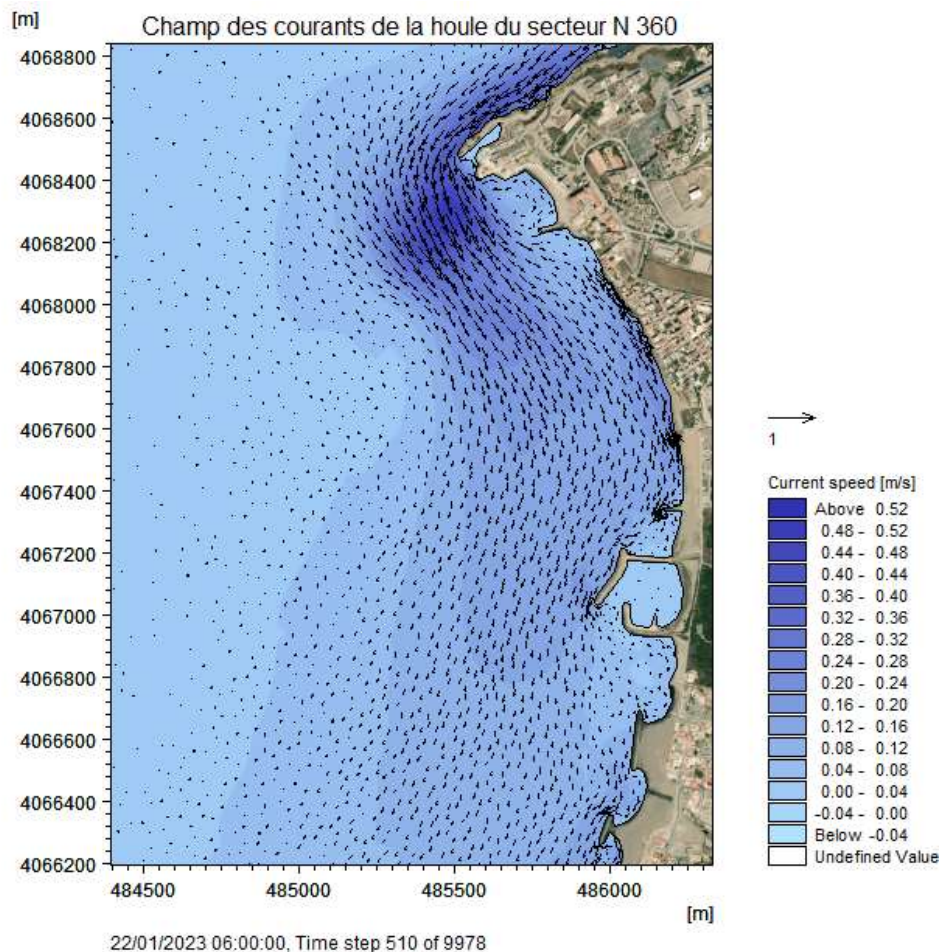 [m]
Champ des courants de la houle du secteur N 360
4068800
4068600
4068400
4068200
4068000
4067800
4067600
4067400
4067200
4067000
4066800
4066600
4066400
4066200
484500 485000 485500 486000
[m]
22/01/2023 06:00:00, Time step 510 of 9978
1
Current speed [m/s]
Above 0.52
0.48 - 0.52
0.44 - 0.48
0.40 - 0.44
0.36 - 0.40
0.32 - 0.36
0.28 - 0.32
0.24 - 0.28
0.20 - 0.24
0.16 - 0.20
0.12 - 0.16
0.08 - 0.12
0.04 - 0.08
0.00 - 0.04
-0.04 - 0.00
Below -0.04
Undefined Value